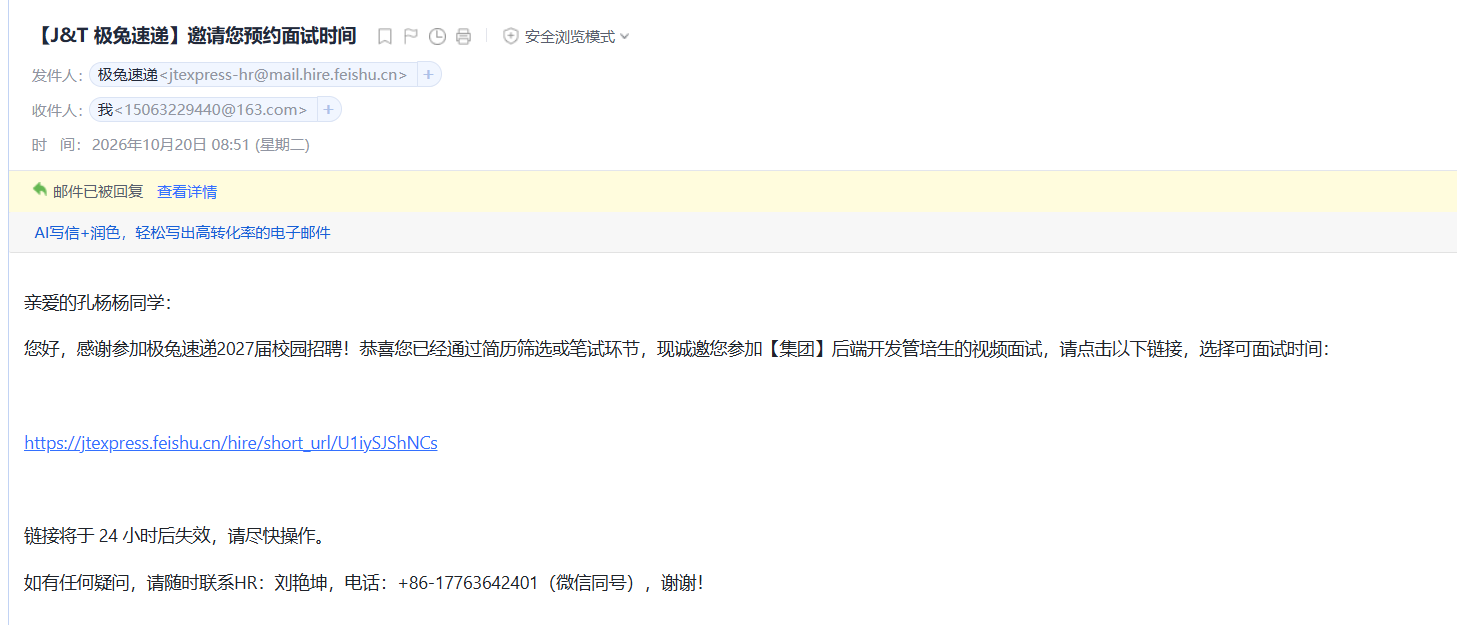 【J&T 极兔速递】邀请您预约面试时间 安全浏览模式
发件人： 极兔速递<jtexpress-hr@mail.hire.feishu.cn> +
收件人： 我<15063229440@163.com> +
时 间： 2026年10月20日 08:51 (星期二)
邮件已被回复 查看详情
AI写信+润色，轻松写出高转化率的电子邮件
亲爱的孔杨杨同学：
您好，感谢参加极兔速递2027届校园招聘！恭喜您已经通过简历筛选或笔试环节，现诚邀您参加【集团】后端开发管培生的视频面试，请点击以下链接，选择可面试时间：
https://jtexpress.feishu.cn/hire/short_url/U1iySJShNCs
链接将于 24 小时后失效，请尽快操作。
如有任何疑问，请随时联系HR：刘艳坤，电话：+86-17763642401（微信同号），谢谢！